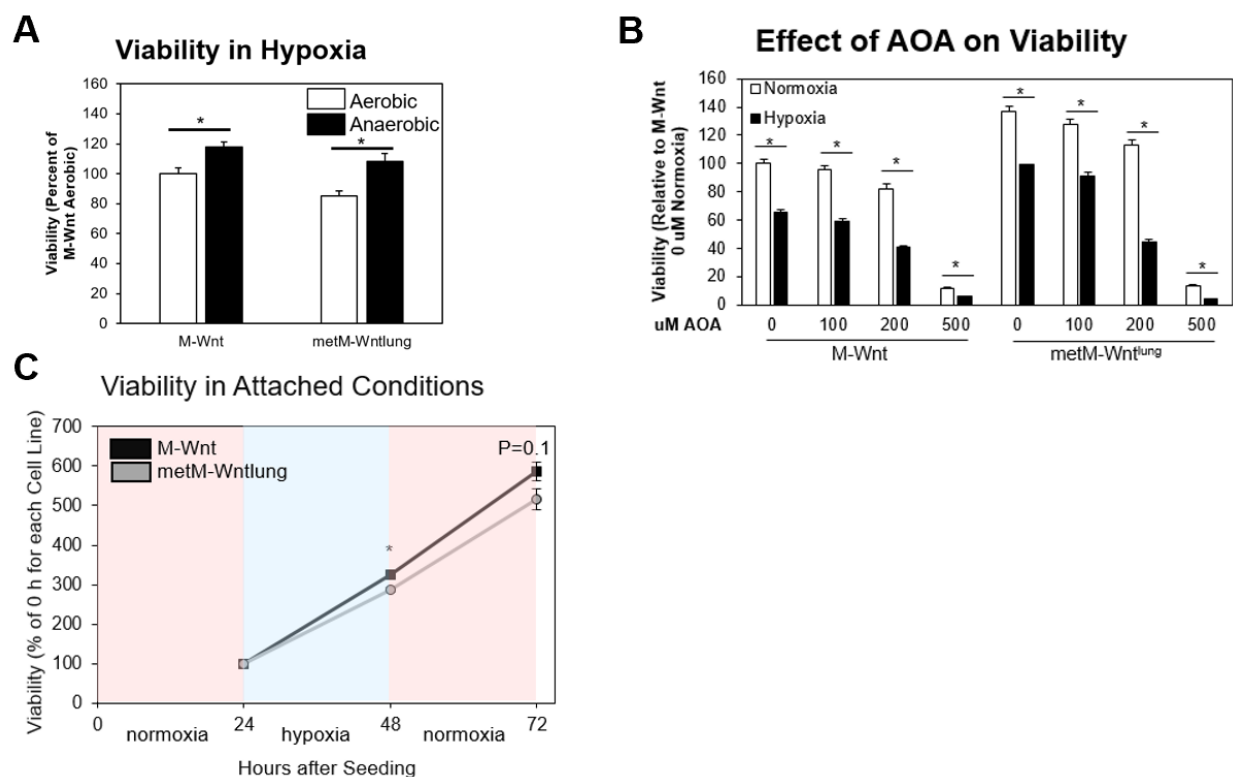 A
Viability in Hypoxia
Viability (Percent of
M-Wnt Aerobic)
160
140
120
100
80
60
40
20
0
Aerobic
Anaerobic
*
*
M-Wnt
metM-Wntlung
B
Effect of AOA on Viability
Viability (Relative to M-Wnt
0 uM Normoxia)
160
140
120
100
80
60
40
20
0
Normoxia
Hypoxia
*
*
*
*
*
*
*
*
uM AOA 0 100 200 500 0 100 200 500
M-Wnt
metM-Wntlung
C
Viability in Attached Conditions
Viability (% of 0 h for each Cell Line)
700
600
500
400
300
200
100
0
M-Wnt
metM-Wntlung
*
P=0.1
0 24 48 72
normoxia hypoxia normoxia
Hours after Seeding